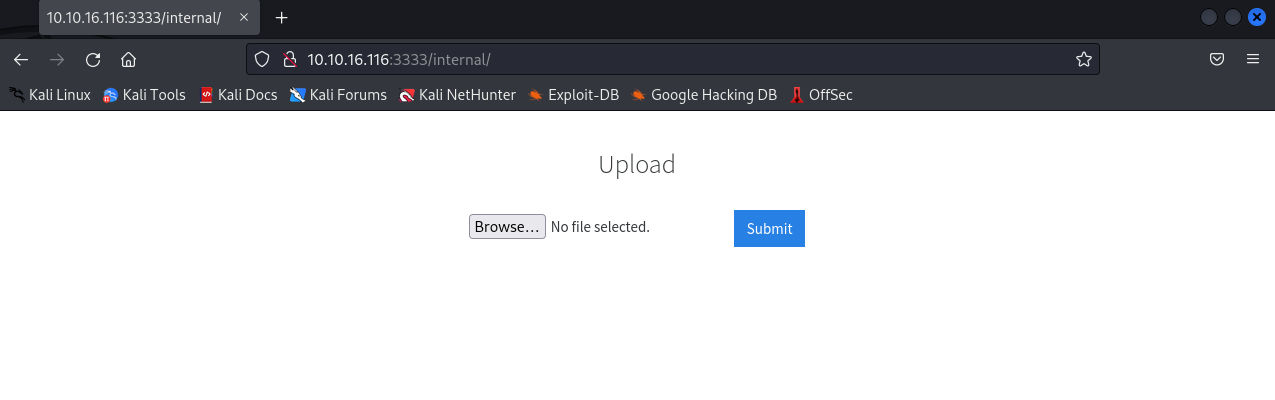 10.10.16.116:3333/internal/
10.10.16.116:3333/internal/
Kali Linux Kali Tools Kali Docs Kali Forums Kali NetHunter Exploit-DB Google Hacking DB OffSec
Upload
Browse... No file selected. Submit